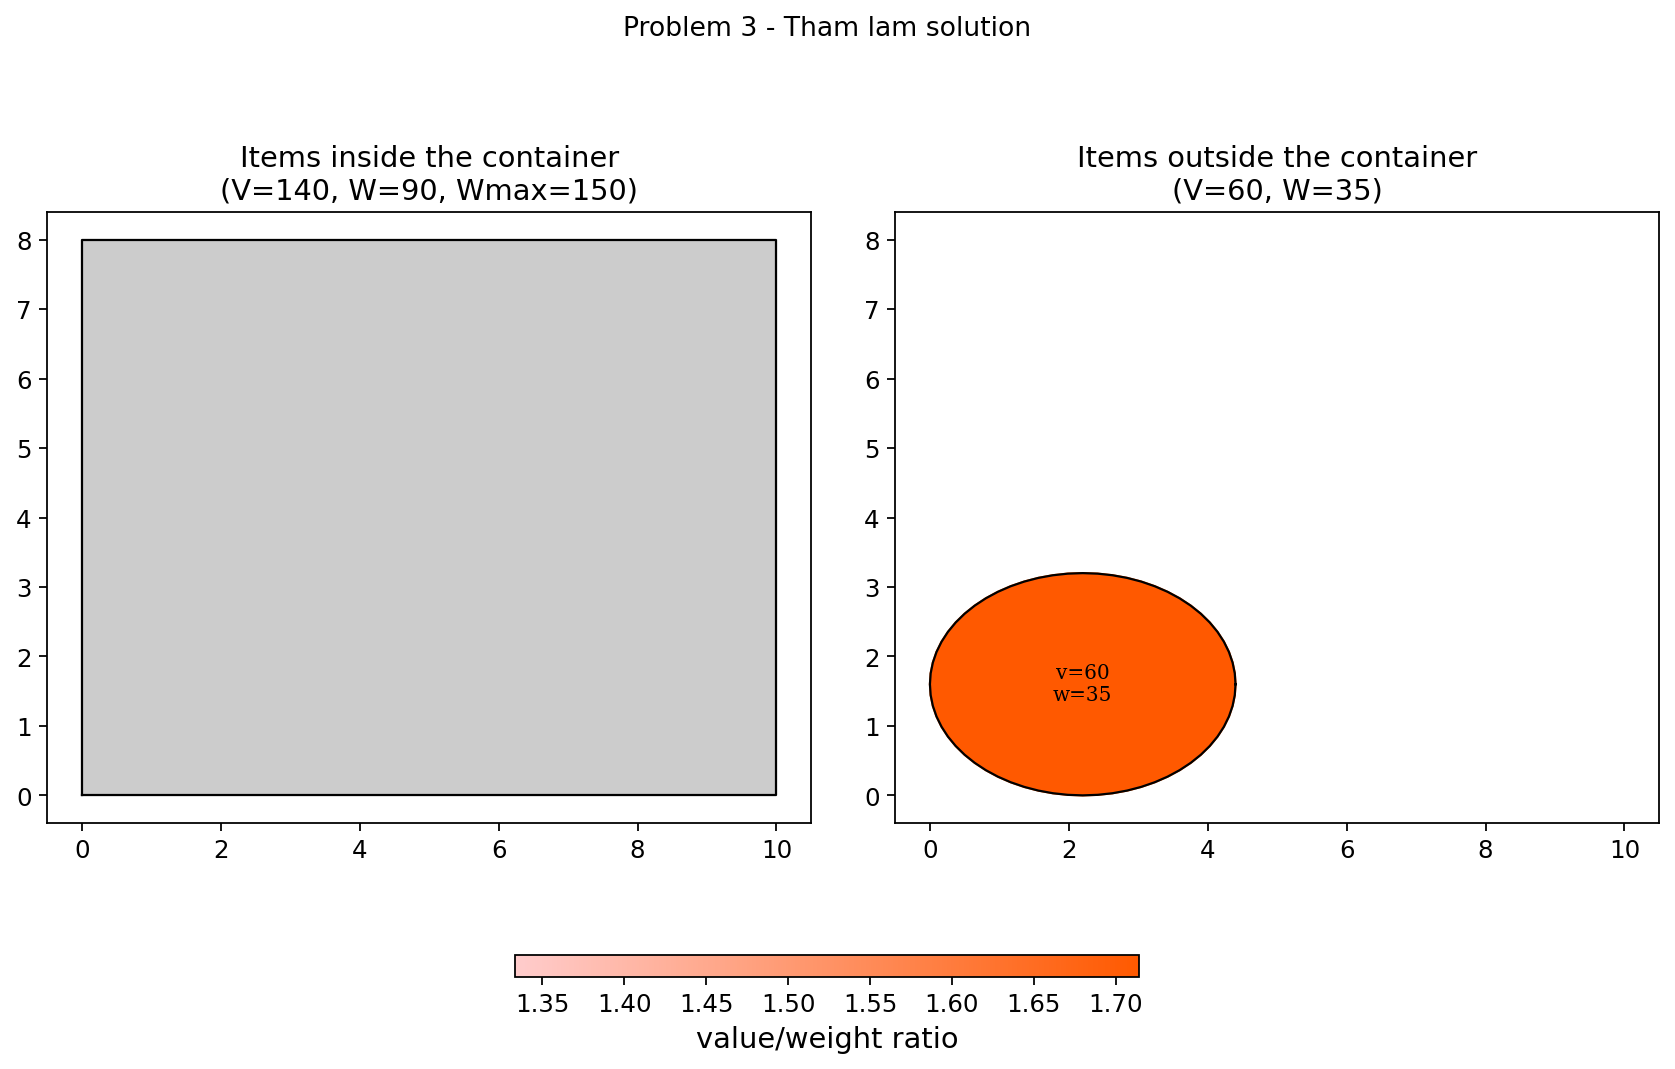 Problem 3 - Tham lam solution
Items inside the container
(V=140, W=90, Wmax=150)
8
7
6
5
4
3
2
1
0
0 2 4 6 8 10
Items outside the container
(V=60, W=35)
8
7
6
5
4
3
2
1
0
v=60
w=35
0 2 4 6 8 10
1.35 1.40 1.45 1.50 1.55 1.60 1.65 1.70
value/weight ratio